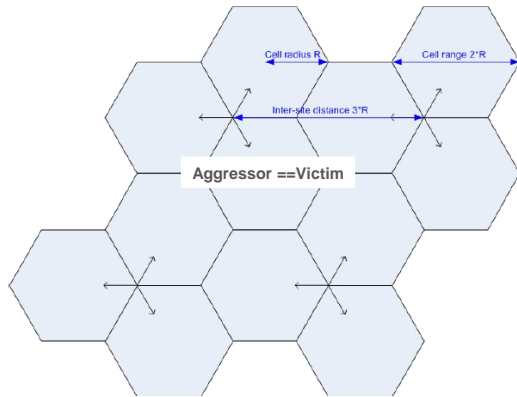 Cell radius R
Cell range 2*R
Inter-site distance 3*R
Aggressor ==Victim